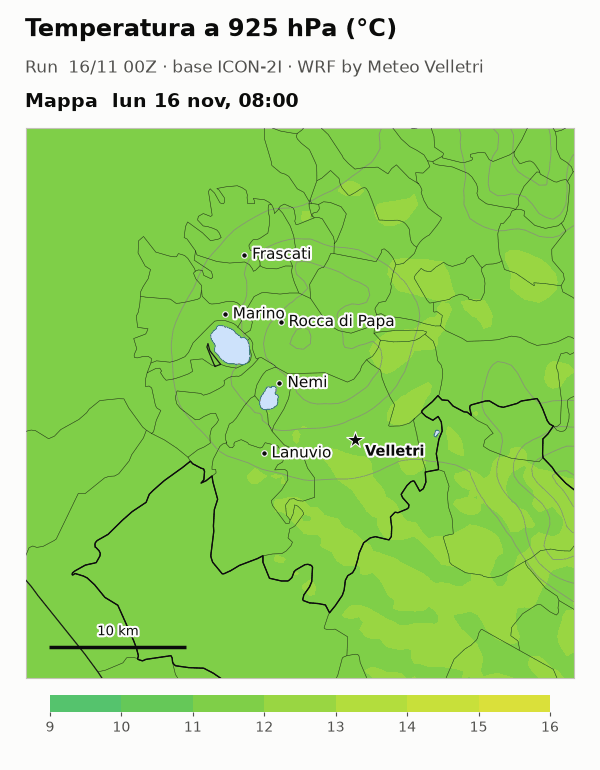 Temperatura a 925 hPa (°C)
Run  16/11 00Z · base ICON-2I · WRF by Meteo Velletri
Mappa  lun 16 nov, 08:00
Frascati
Marino
Rocca di Papa
Nemi
Velletri
Lanuvio
10 km
9 10 11 12 13 14 15 16